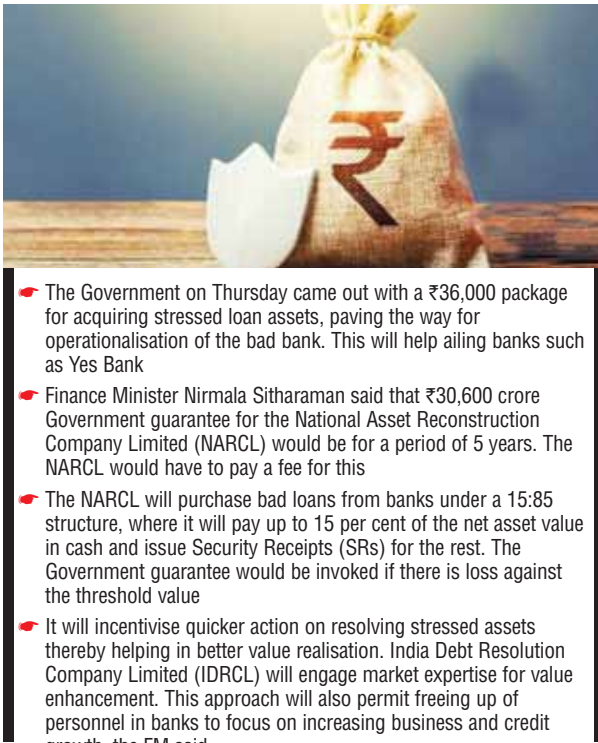 ₹
The Government on Thursday came out with a ₹36,000 package
for acquiring stressed loan assets, paving the way for
operationalisation of the bad bank. This will help ailing banks such
as Yes Bank
Finance Minister Nirmala Sitharaman said that ₹30,600 crore
Government guarantee for the National Asset Reconstruction
Company Limited (NARCL) would be for a period of 5 years. The
NARCL would have to pay a fee for this
The NARCL will purchase bad loans from banks under a 15:85
structure, where it will pay up to 15 per cent of the net asset value
in cash and issue Security Receipts (SRs) for the rest. The
Government guarantee would be invoked if there is loss against
the threshold value
It will incentivise quicker action on resolving stressed assets
thereby helping in better value realisation. India Debt Resolution
Company Limited (IDRCL) will engage market expertise for value
enhancement. This approach will also permit freeing up of
personnel in banks to focus on increasing business and credit
the FM said